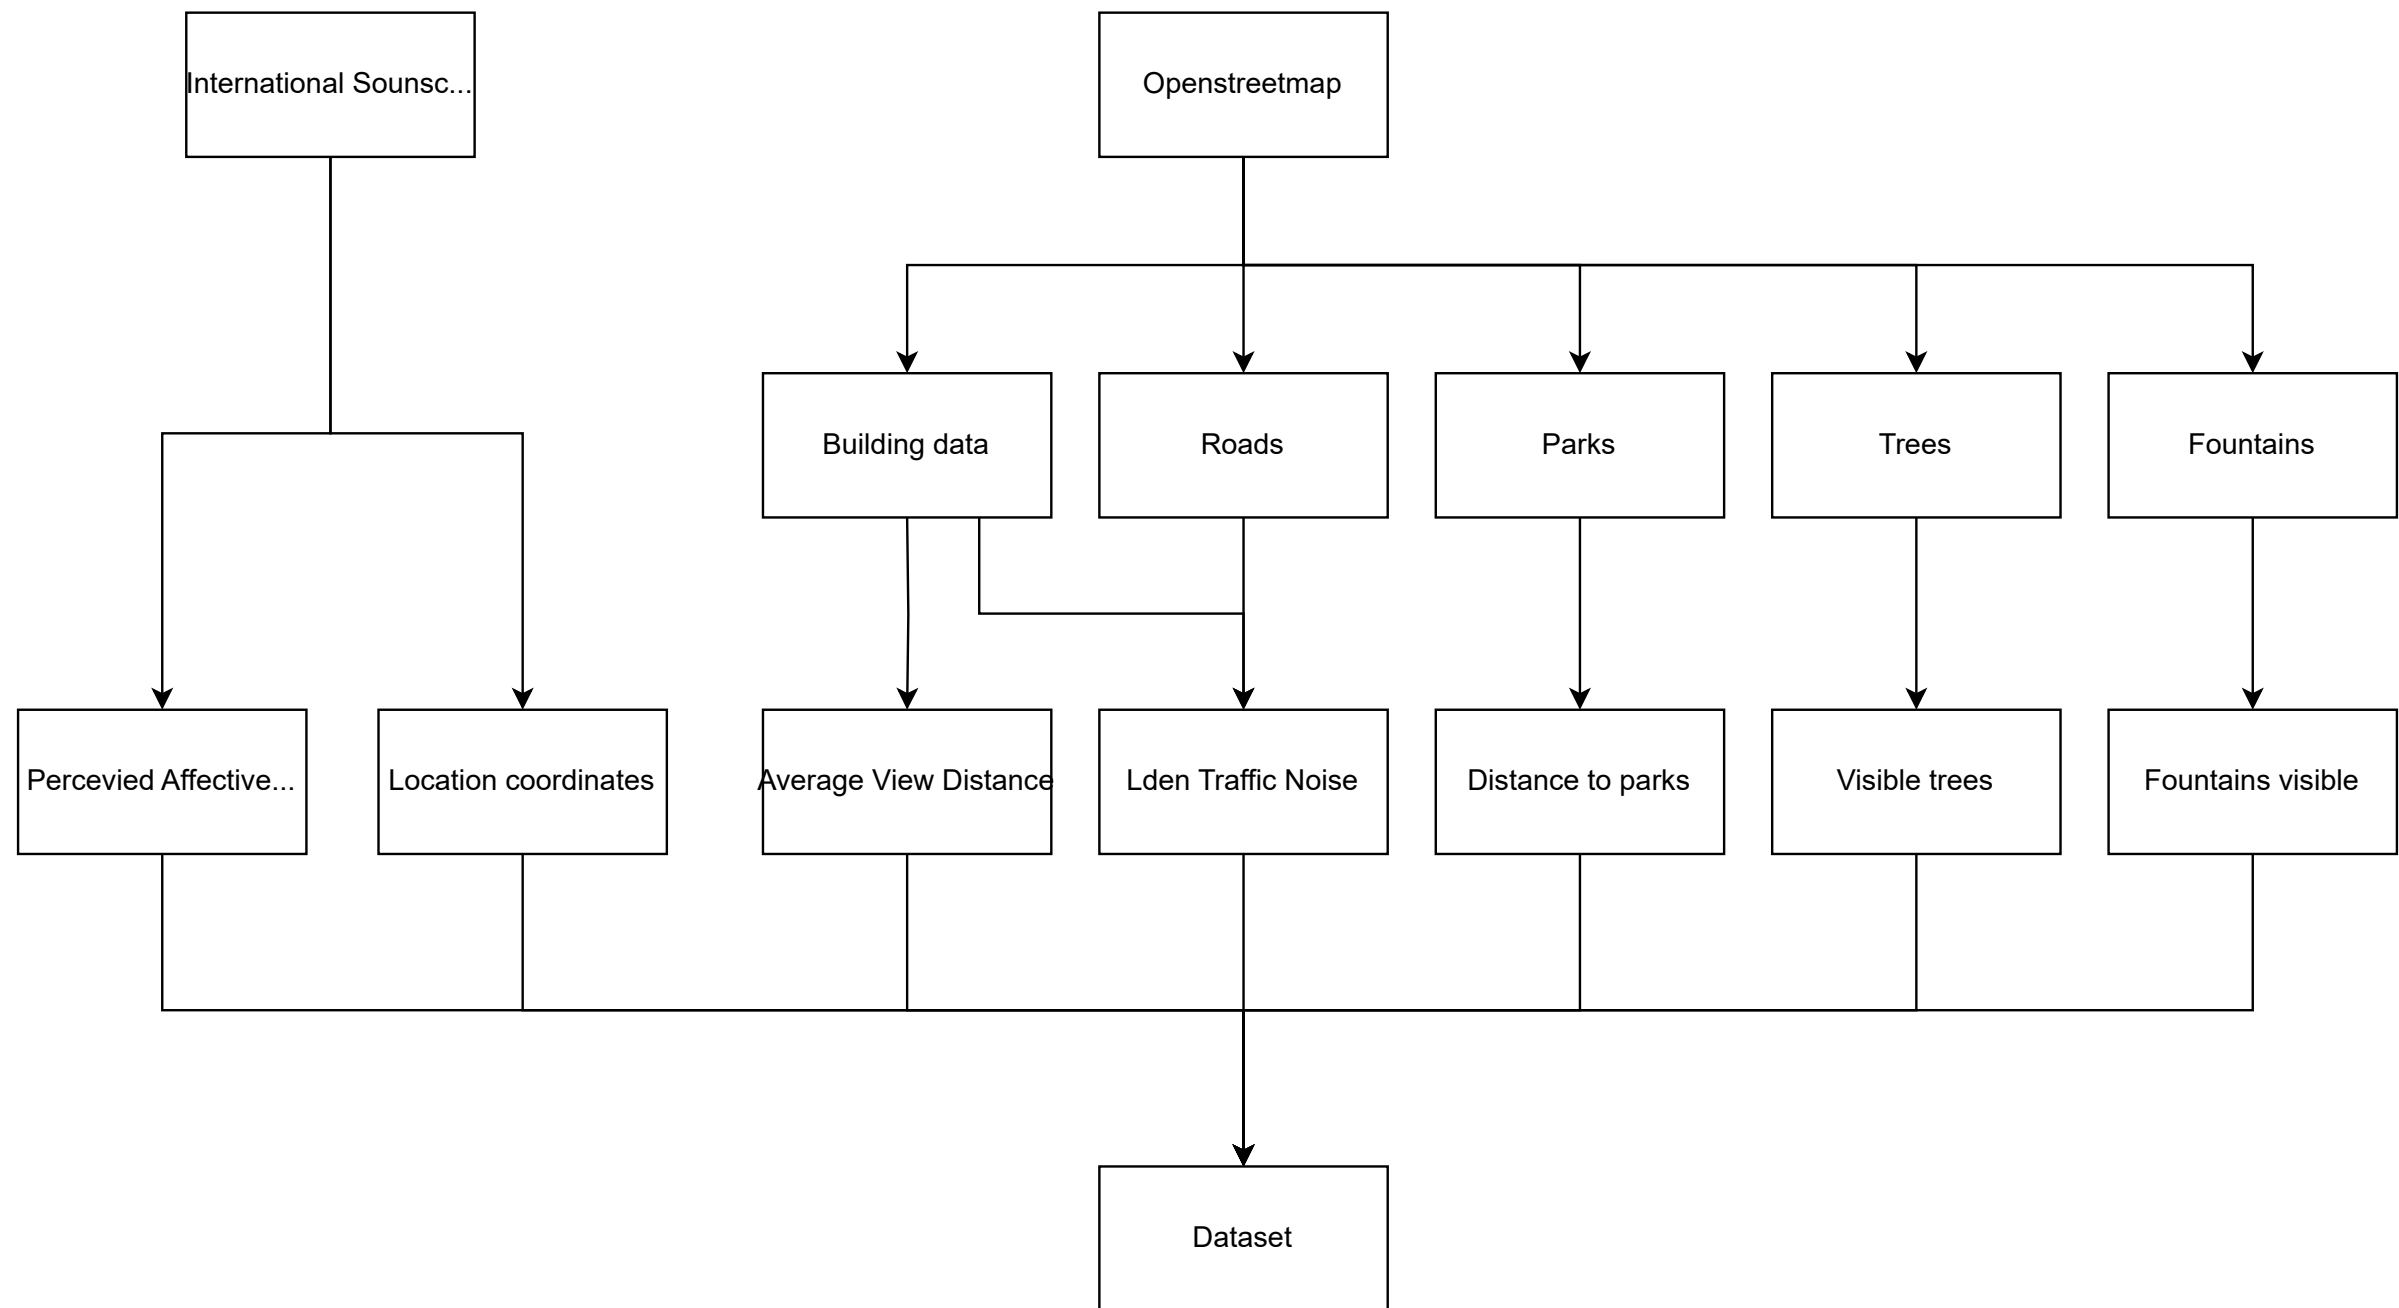 International Sounsc...
Openstreetmap
Building data
Roads
Parks
Trees
Fountains
Percevied Affective...
Location coordinates
Average View Distance
Lden Traffic Noise
Distance to parks
Visible trees
Fountains visible
Dataset